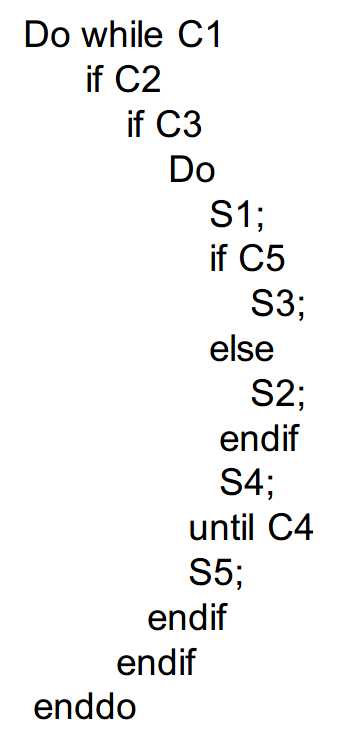 Do while C1
if C2
if C3
Do
S1;
if C5
S3;
else
S2;
endif
S4;
until C4
S5;
endif
endif
enddo